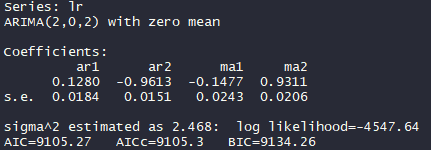 Series: lr
ARIMA(2,0,2) with zero mean
Coefficients:
ar1 ar2 ma1 ma2
0.1280 -0.9613 -0.1477 0.9311
s.e. 0.0184 0.0151 0.0243 0.0206
sigma^2 estimated as 2.468: log likelihood=-4547.64
AIC=9105.27 AICc=9105.3 BIC=9134.26